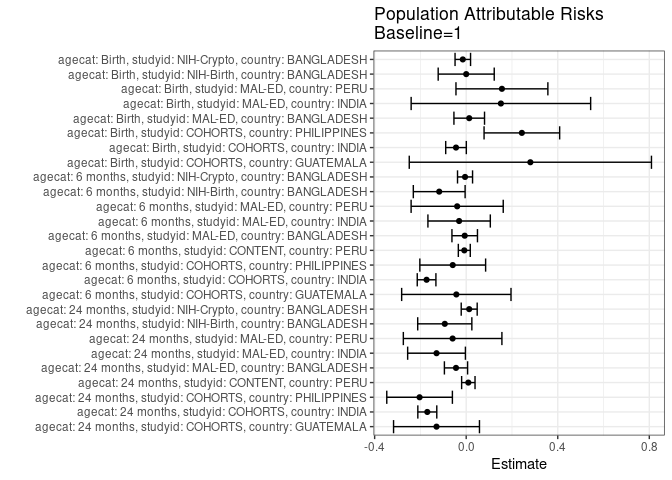 Population Attributable Risks
Baseline=1
agecat: Birth, studyid: NIH-Crypto, country: BANGLADESH
agecat: Birth, studyid: NIH-Birth, country: BANGLADESH
agecat: Birth, studyid: MAL-ED, country: PERU
agecat: Birth, studyid: MAL-ED, country: INDIA
agecat: Birth, studyid: MAL-ED, country: BANGLADESH
agecat: Birth, studyid: COHORTS, country: PHILIPPINES
agecat: Birth, studyid: COHORTS, country: INDIA
agecat: Birth, studyid: COHORTS, country: GUATEMALA
agecat: 6 months, studyid: NIH-Crypto, country: BANGLADESH
agecat: 6 months, studyid: NIH-Birth, country: BANGLADESH
agecat: 6 months, studyid: MAL-ED, country: PERU
agecat: 6 months, studyid: MAL-ED, country: INDIA
agecat: 6 months, studyid: MAL-ED, country: BANGLADESH
agecat: 6 months, studyid: CONTENT, country: PERU
agecat: 6 months, studyid: COHORTS, country: PHILIPPINES
agecat: 6 months, studyid: COHORTS, country: INDIA
agecat: 6 months, studyid: COHORTS, country: GUATEMALA
agecat: 24 months, studyid: NIH-Crypto, country: BANGLADESH
agecat: 24 months, studyid: NIH-Birth, country: BANGLADESH
agecat: 24 months, studyid: MAL-ED, country: PERU
agecat: 24 months, studyid: MAL-ED, country: INDIA
agecat: 24 months, studyid: MAL-ED, country: BANGLADESH
agecat: 24 months, studyid: CONTENT, country: PERU
agecat: 24 months, studyid: COHORTS, country: PHILIPPINES
agecat: 24 months, studyid: COHORTS, country: INDIA
agecat: 24 months, studyid: COHORTS, country: GUATEMALA
-0.4 0.0 0.4 0.8
Estimate